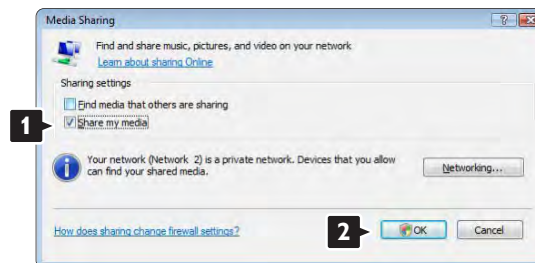 Media Sharing
Find and share music, pictures, and video on your network
Learn about sharing Online
Sharing settings
Find media that others are sharing
1
Share my media
Your network (Network 2) is a private network. Devices that you allow
can find your shared media.
Networking...
How does sharing change firewall settings?
2
OK
Cancel